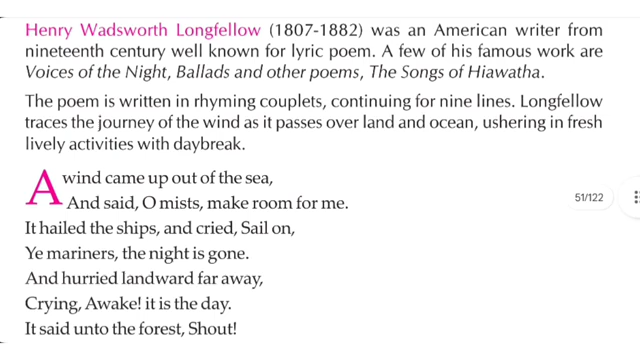 Henry Wadsworth Longfellow (1807-1882) was an American writer from
nineteenth century well known for lyric poem. A few of his famous work are
Voices of the Night, Ballads and other poems, The Songs of Hiawatha.
The poem is written in rhyming couplets, continuing for nine lines. Longfellow
traces the journey of the wind as it passes over land and ocean, ushering in fresh
lively activities with daybreak.
A wind came up out of the sea,
And said, O mists, make room for me.
51/122
It hailed the ships, and cried, Sail on,
Ye mariners, the night is gone.
And hurried landward far away,
Crying, Awake! it is the day.
It said unto the forest, Shout!